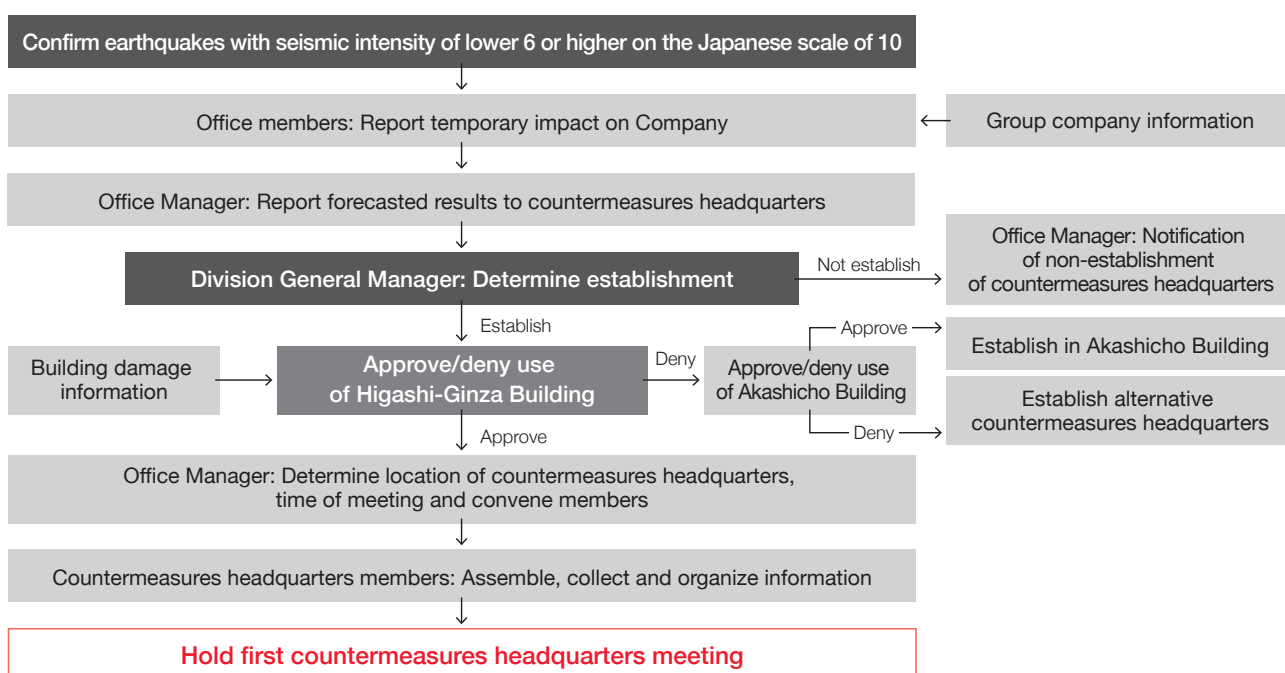 Confirm earthquakes with seismic intensity of lower 6 or higher on the Japanese scale of 10
Office members: Report temporary impact on Company
Group company information
Office Manager: Report forecasted results to countermeasures headquarters
Division General Manager: Determine establishment
Not establish
Office Manager: Notification
of non-establishment
of countermeasures headquarters
Establish
Building damage
information
Approve/deny use
of Higashi-Ginza Building
Deny
Approve/deny use
of Akashicho Building
Approve
Establish in Akashicho Building
Deny
Establish alternative
countermeasures headquarters
Approve
Office Manager: Determine location of countermeasures headquarters,
time of meeting and convene members
Countermeasures headquarters members: Assemble, collect and organize information
Hold first countermeasures headquarters meeting